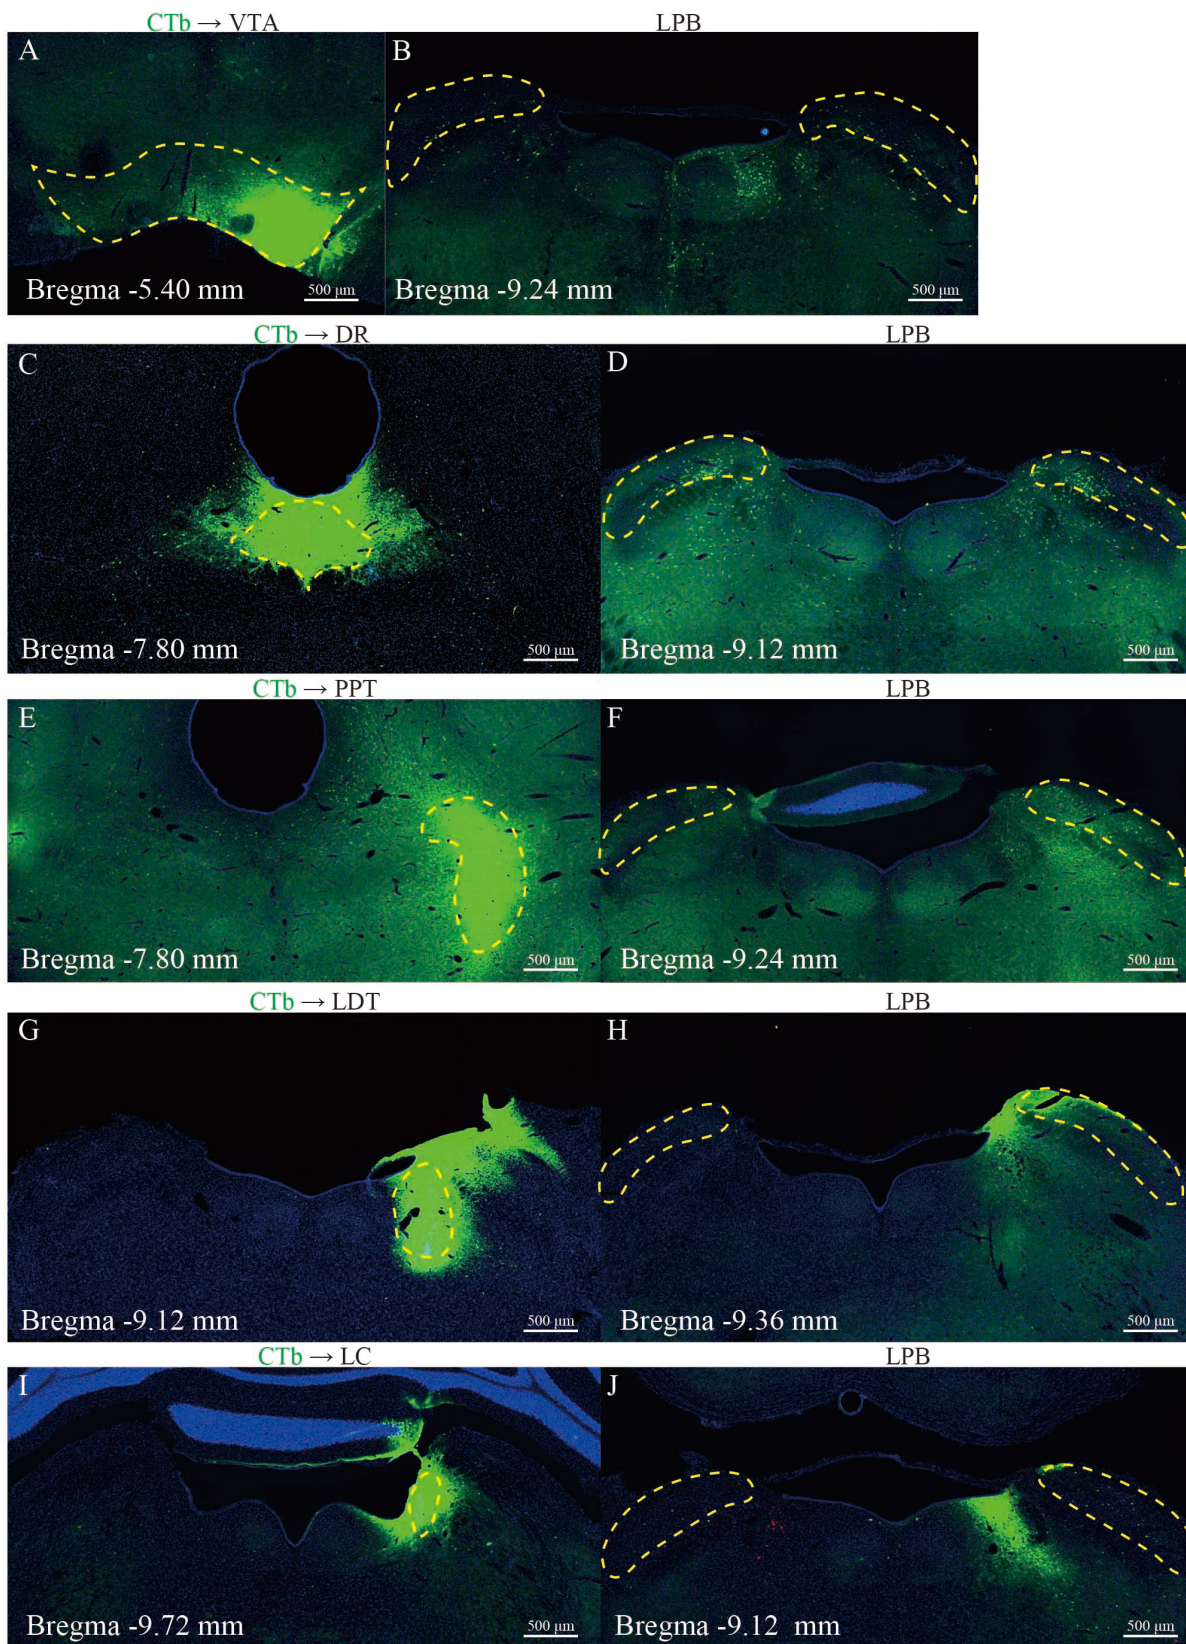 CTb → VTA
LPB
A
B
Bregma -5.40 mm
500 μm
Bregma -9.24 mm
500 μm
CTb → DR
LPB
C
D
Bregma -7.80 mm
500 μm
Bregma -9.12 mm
500 μm
CTb → PPT
LPB
E
F
Bregma -7.80 mm
500 μm
Bregma -9.24 mm
500 μm
CTb → LDT
LPB
G
H
Bregma -9.12 mm
500 μm
Bregma -9.36 mm
500 μm
CTb → LC
LPB
I
J
Bregma -9.72 mm
500 μm
Bregma -9.12 mm
500 μm